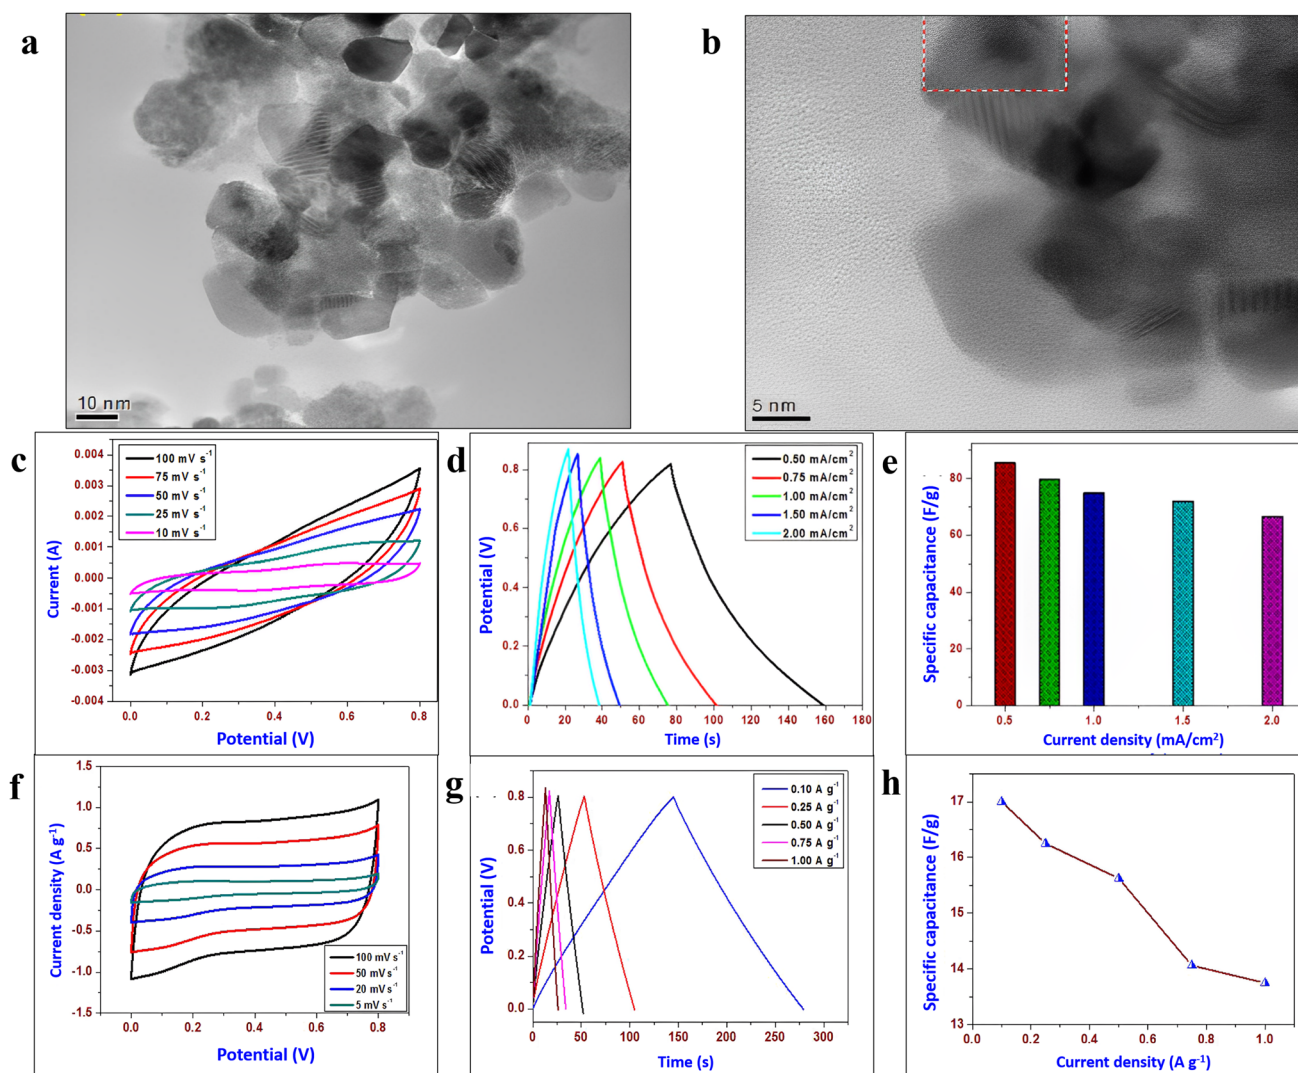 a
10 nm
b
5 nm
c
100 mV s⁻¹
75 mV s⁻¹
50 mV s⁻¹
25 mV s⁻¹
10 mV s⁻¹
0.004
0.003
0.002
0.001
0.000
-0.001
-0.002
-0.003
-0.004
Current (A)
0.0 0.2 0.4 0.6 0.8
Potential (V)
d
0.50 mA/cm²
0.75 mA/cm²
1.00 mA/cm²
1.50 mA/cm²
2.00 mA/cm²
0.8
0.6
0.4
0.2
0.0
Potential (V)
0 20 40 60 80 100 120 140 160 180
Time (s)
e
80
60
40
20
0
Specific capacitance (F/g)
0.5 1.0 1.5 2.0
Current density (mA/cm²)
f
1.5
1.0
0.5
0.0
-0.5
-1.0
-1.5
Current density (A g⁻¹)
100 mV s⁻¹
50 mV s⁻¹
20 mV s⁻¹
5 mV s⁻¹
0.0 0.2 0.4 0.6 0.8
Potential (V)
g
0.10 A g⁻¹
0.25 A g⁻¹
0.50 A g⁻¹
0.75 A g⁻¹
1.00 A g⁻¹
0.8
0.6
0.4
0.2
0.0
Potential (V)
0 50 100 150 200 250 300
Time (s)
h
17
16
15
14
13
Specific capacitance (F/g)
0.0 0.2 0.4 0.6 0.8 1.0
Current density (A g⁻¹)